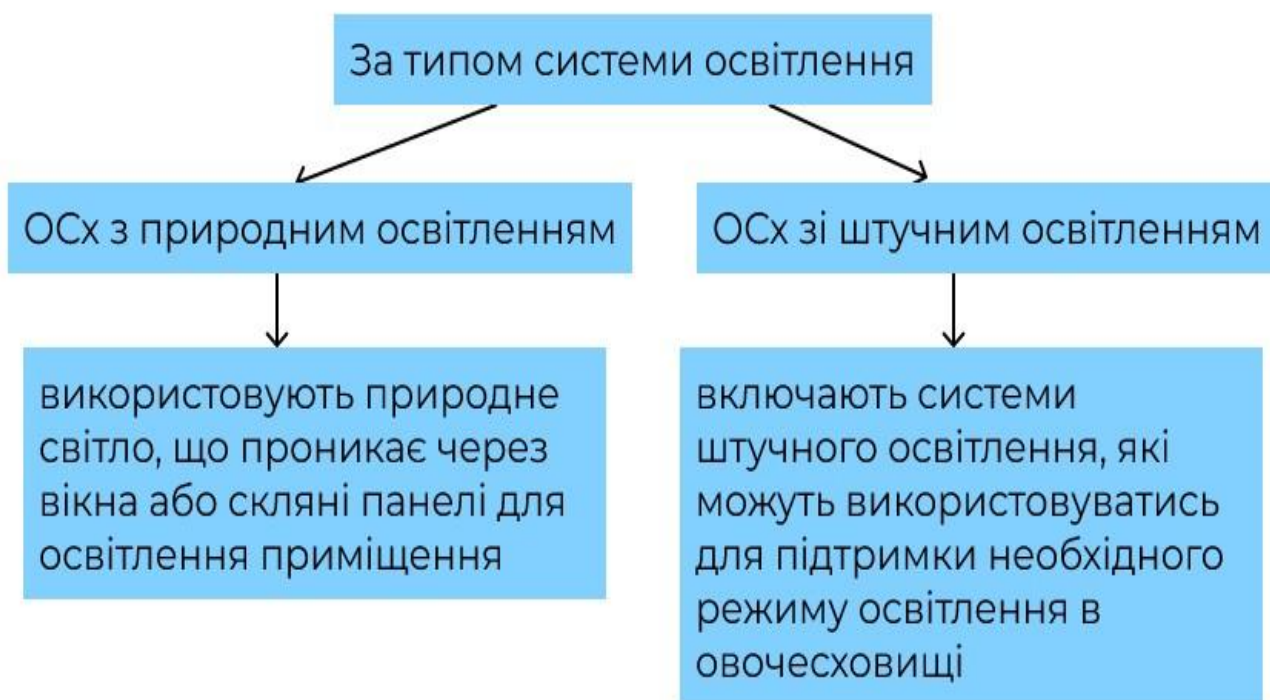 За типом системи освітлення
ОСх з природним освітленням
ОСх зі штучним освітленням
використовують природне
світло, що проникає через
вікна або скляні панелі для
освітлення приміщення
включають системи
штучного освітлення, які
можуть використовуватись
для підтримки необхідного
режиму освітлення в
овочесховищі